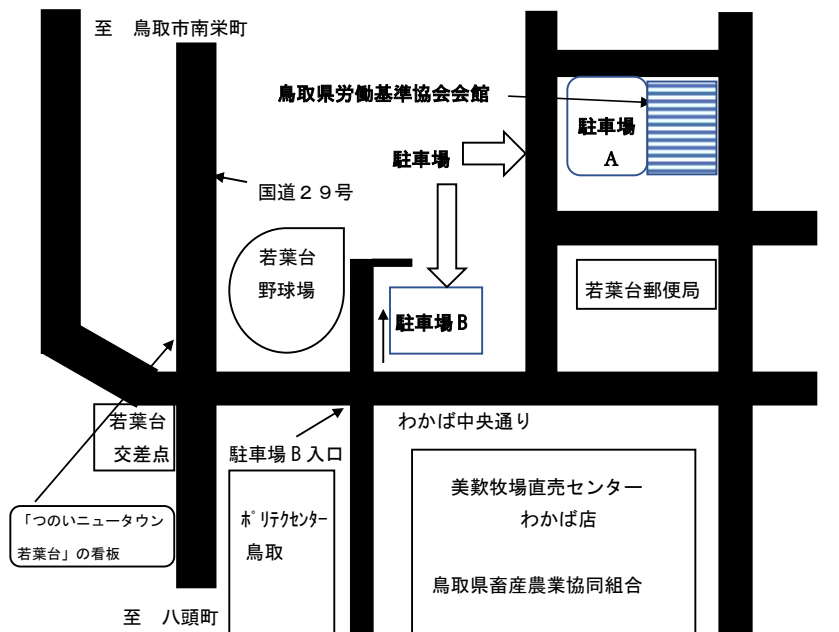 至　鳥取市南栄町
鳥取県労働基準協会会館
駐車場
A
駐車場
国道２９号
若葉台
野球場
若葉台郵便局
駐車場 B
若葉台
交差点
わかば中央通り
駐車場 B 入口
美歎牧場直売センター
わかば店
「つのいニュータウン
若葉台」の看板
ﾎﾟﾘﾃｸｾﾝﾀｰ
鳥取
鳥取県畜産農業協同組合
至　八頭町